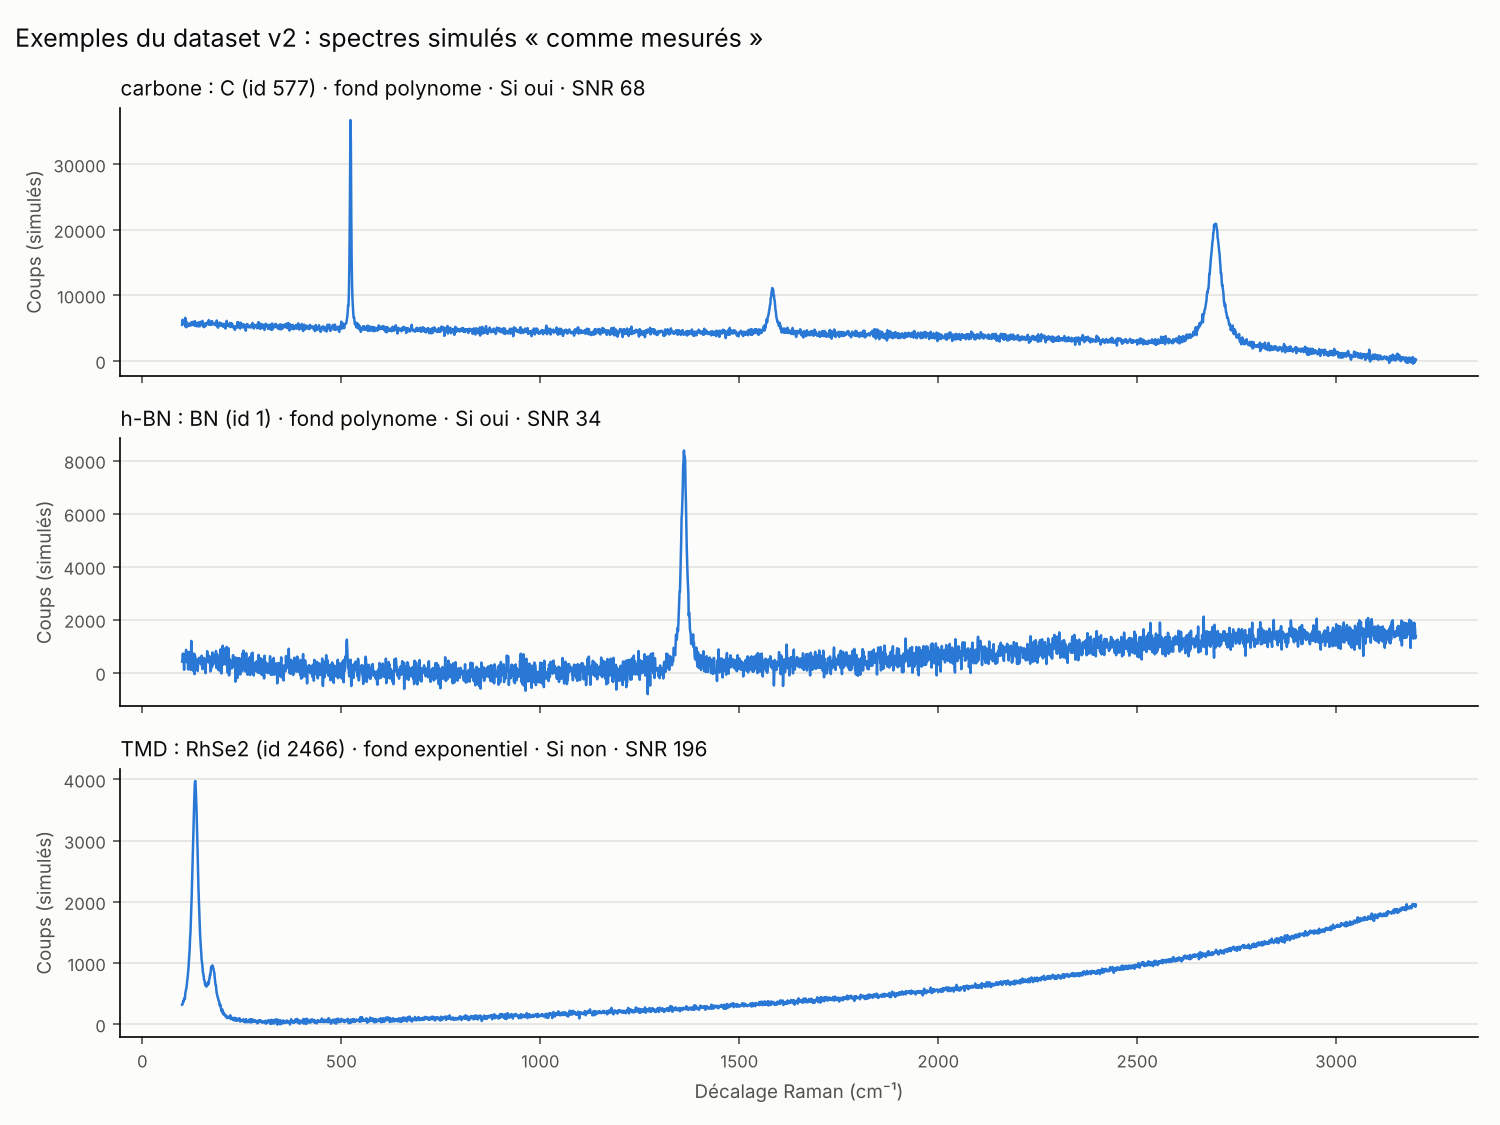 Exemples du dataset v2 : spectres simulés « comme mesurés »
carbone : C (id 577) · fond polynome · Si oui · SNR 68
Coups (simulés)
30000
20000
10000
0
h-BN : BN (id 1) · fond polynome · Si oui · SNR 34
Coups (simulés)
8000
6000
4000
2000
0
TMD : RhSe2 (id 2466) · fond exponentiel · Si non · SNR 196
Coups (simulés)
4000
3000
2000
1000
0
0 500 1000 1500 2000 2500 3000
Décalage Raman (cm⁻¹)